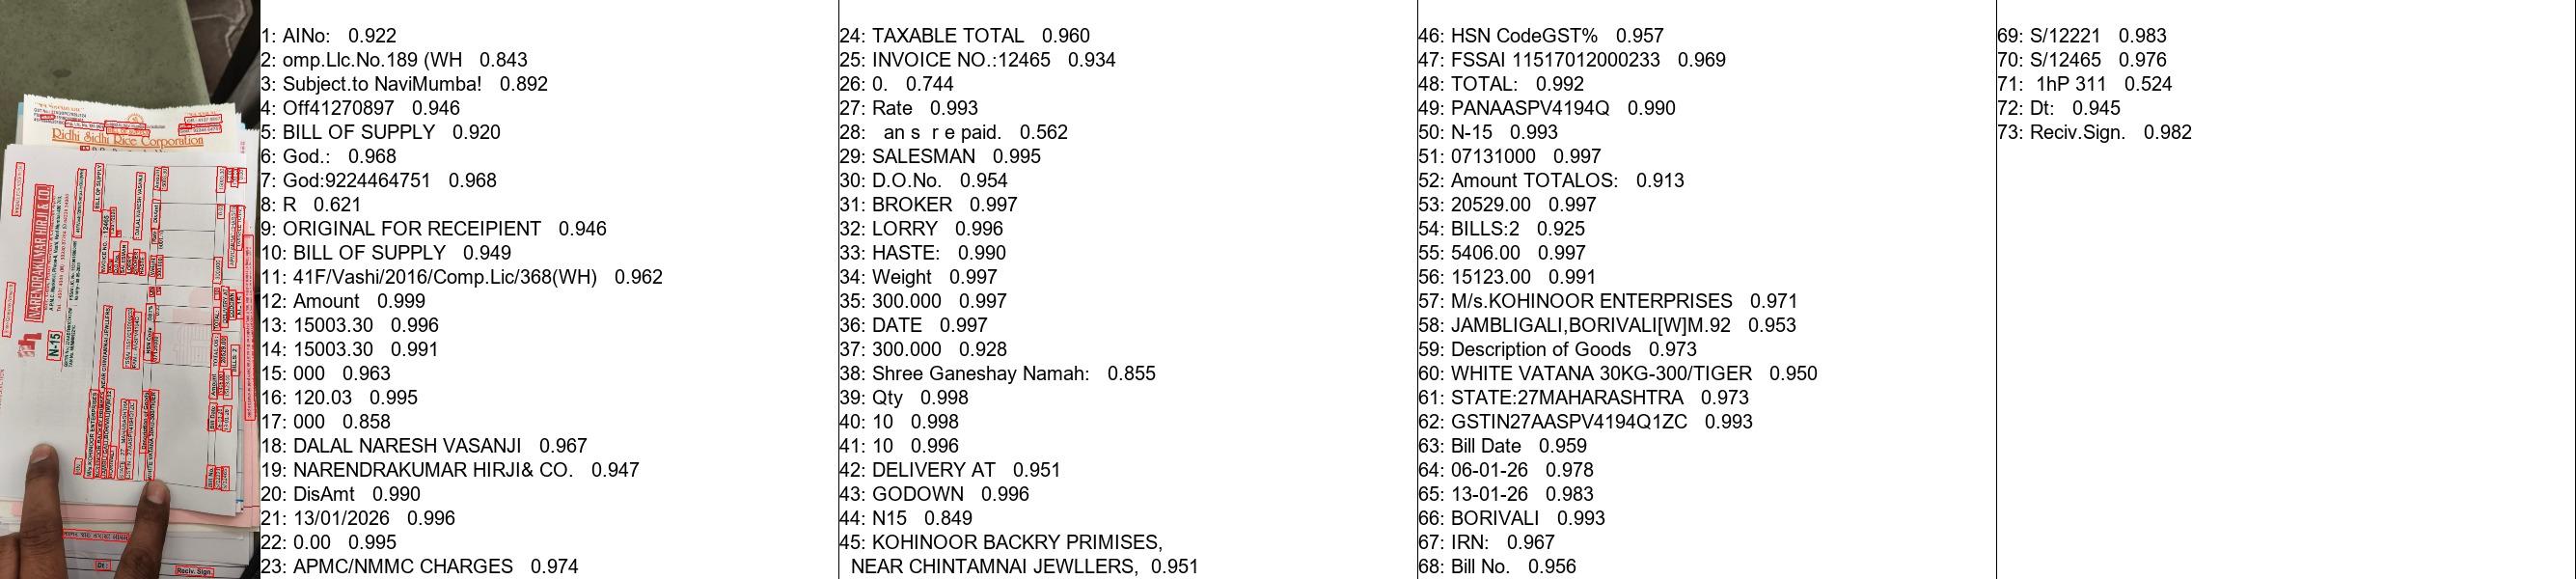 1: AINo: 0.922
2: omp.Llc.No.189 (WH 0.843
3: Subject.to NaviMumba! 0.892
4: Off41270897 0.946
5: BILL OF SUPPLY 0.920
6: God.: 0.968
7: God:9224464751 0.968
8: R 0.621
9: ORIGINAL FOR RECEIPIENT 0.946
10: BILL OF SUPPLY 0.949
11: 41F/Vashi/2016/Comp.Lic/368(WH) 0.962
12: Amount 0.999
13: 15003.30 0.996
14: 15003.30 0.991
15: 000 0.963
16: 120.03 0.995
17: 000 0.858
18: DALAL NARESH VASANJI 0.967
19: NARENDRAKUMAR HIRJI& CO. 0.947
20: DisAmt 0.990
21: 13/01/2026 0.996
22: 0.00 0.995
23: APMC/NMMC CHARGES 0.974
24: TAXABLE TOTAL 0.960
25: INVOICE NO.:12465 0.934
26: 0. 0.744
27: Rate 0.993
28: an s r e paid. 0.562
29: SALESMAN 0.995
30: D.O.No. 0.954
31: BROKER 0.997
32: LORRY 0.996
33: HASTE: 0.990
34: Weight 0.997
35: 300.000 0.997
36: DATE 0.997
37: 300.000 0.928
38: Shree Ganeshay Namah: 0.855
39: Qty 0.998
40: 10 0.998
41: 10 0.996
42: DELIVERY AT 0.951
43: GODOWN 0.996
44: N15 0.849
45: KOHINOOR BACKRY PRIMISES,
NEAR CHINTAMNAI JEWLLERS, 0.951
46: HSN CodeGST% 0.957
47: FSSAI 11517012000233 0.969
48: TOTAL: 0.992
49: PANAASPV4194Q 0.990
50: N-15 0.993
51: 07131000 0.997
52: Amount TOTALOS: 0.913
53: 20529.00 0.997
54: BILLS:2 0.925
55: 5406.00 0.997
56: 15123.00 0.991
57: M/s.KOHINOOR ENTERPRISES 0.971
58: JAMBLIGALI,BORIVALI[W]M.92 0.953
59: Description of Goods 0.973
60: WHITE VATANA 30KG-300/TIGER 0.950
61: STATE:27MAHARASHTRA 0.973
62: GSTIN27AASPV4194Q1ZC 0.993
63: Bill Date 0.959
64: 06-01-26 0.978
65: 13-01-26 0.983
66: BORIVALI 0.993
67: IRN: 0.967
68: Bill No. 0.956
69: S/12221 0.983
70: S/12465 0.976
71: 1hP 311 0.524
72: Dt: 0.945
73: Reciv.Sign. 0.982
Ridhi Sidhi Rice Corporation
NARENDRAKUMAR HIRJI & CO.
N-15
BILL OF SUPPLY
Reciv. Sign.